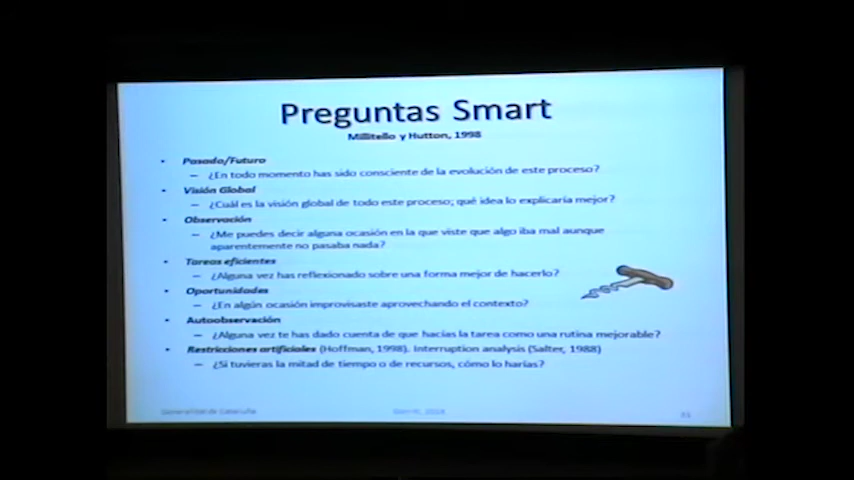 Preguntas Smart
Millitello y Hutton, 1998
• Pasado/Futuro
– ¿En todo momento has sido consciente de la evolución de este proceso?
• Visión Global
– ¿Cuál es la visión global de todo este proceso; qué idea lo explicaría mejor?
• Observación
– ¿Me puedes decir alguna ocasión en la que viste que algo iba mal aunque
aparentemente no pasaba nada?
• Tareas eficientes
– ¿Alguna vez has reflexionado sobre una forma mejor de hacerlo?
• Oportunidades
– ¿En algún ocasión improvisaste aprovechando el contexto?
• Autoobservación
– ¿Alguna vez te has dado cuenta de que hacías la tarea como una rutina mejorable?
• Restricciones artificiales (Hoffman, 1998). Interruption analysis (Salter, 1988)
– ¿Si tuvieras la mitad de tiempo o de recursos, cómo lo harías?
Generalitat de Cataluña